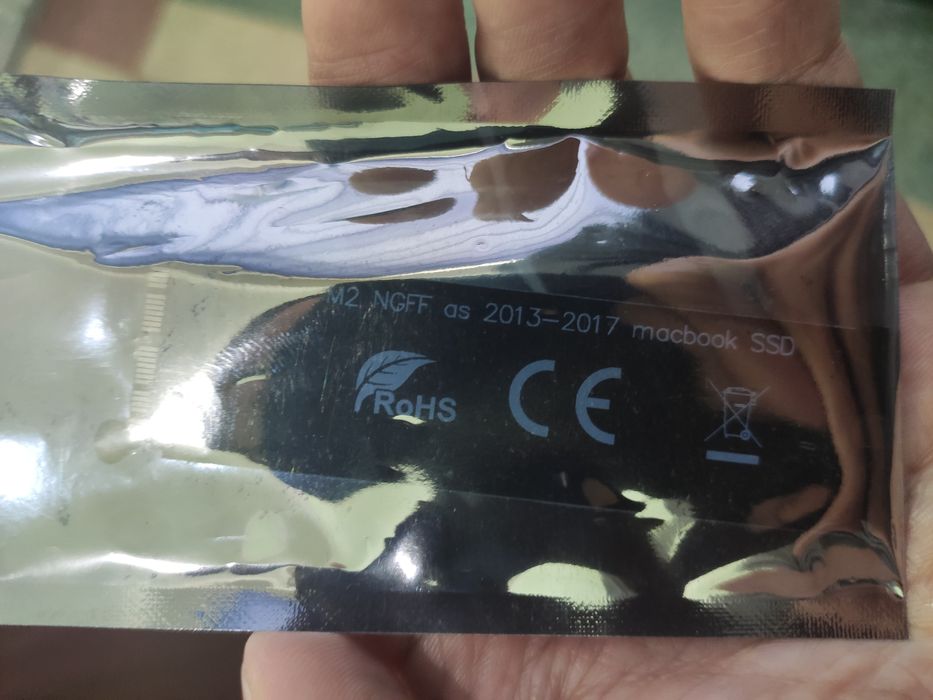 M2 NGFF as 2013-2017 macbook SSD
RoHS CE